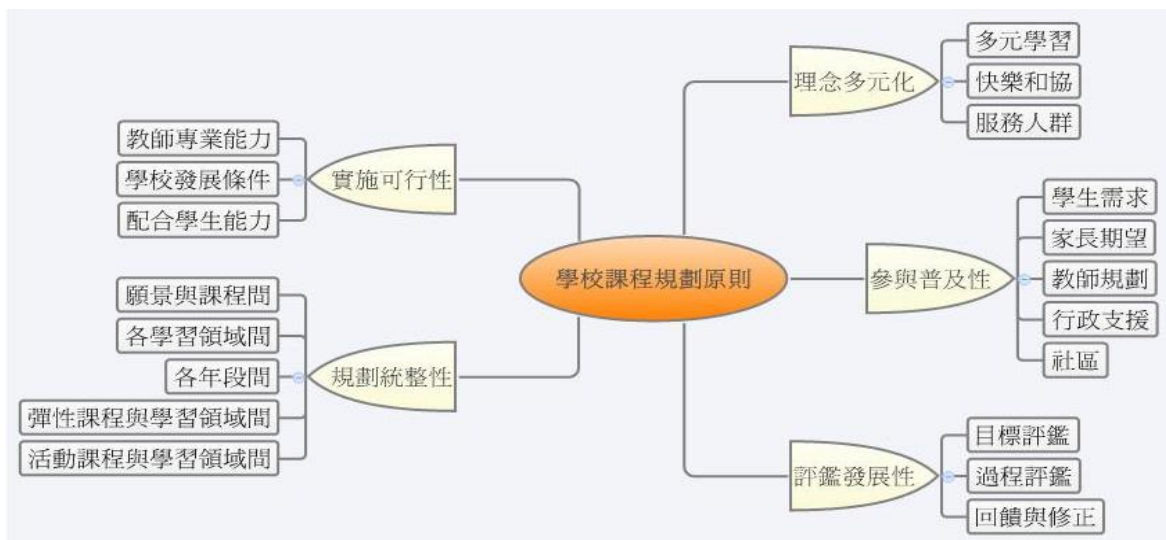 學校課程規劃原則
理念多元化
多元學習
快樂和協
服務人群
參與普及性
學生需求
家長期望
教師規劃
行政支援
社區
評鑑發展性
目標評鑑
過程評鑑
回饋與修正
實施可行性
教師專業能力
學校發展條件
配合學生能力
規劃統整性
願景與課程間
各學習領域間
各年段間
彈性課程與學習領域間
活動課程與學習領域間